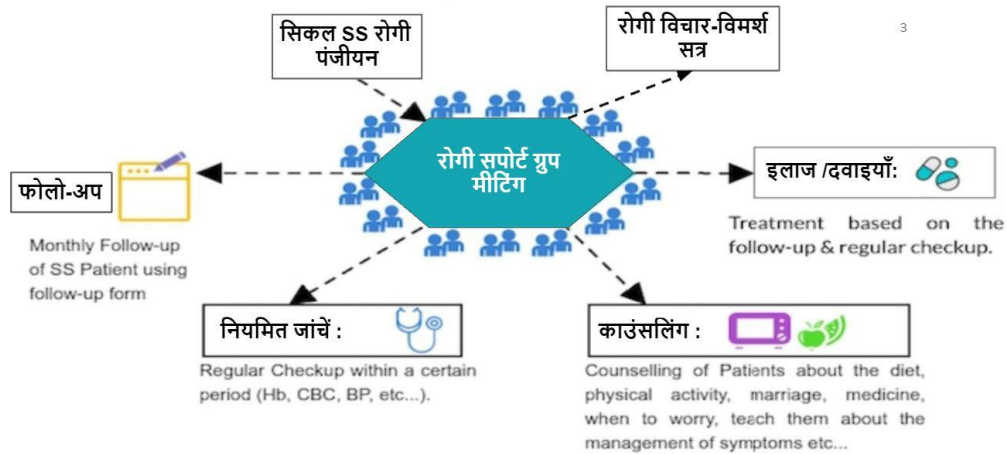 3
सिकल SS रोगी
पंजीयन
रोगी विचार-विमर्श
सत्र
रोगी सपोर्ट ग्रुप
मीटिंग
फोलो-अप
Monthly Follow-up
of SS Patient using
follow-up form
इलाज /दवाइयाँ:
Treatment based on the
follow-up & regular checkup.
नियमित जांचें :
Regular Checkup within a certain
period (Hb, CBC, BP, etc...).
काउंसलिंग :
Counselling of Patients about the diet,
physical activity, marriage, medicine,
when to worry, teach them about the
management of symptoms etc...